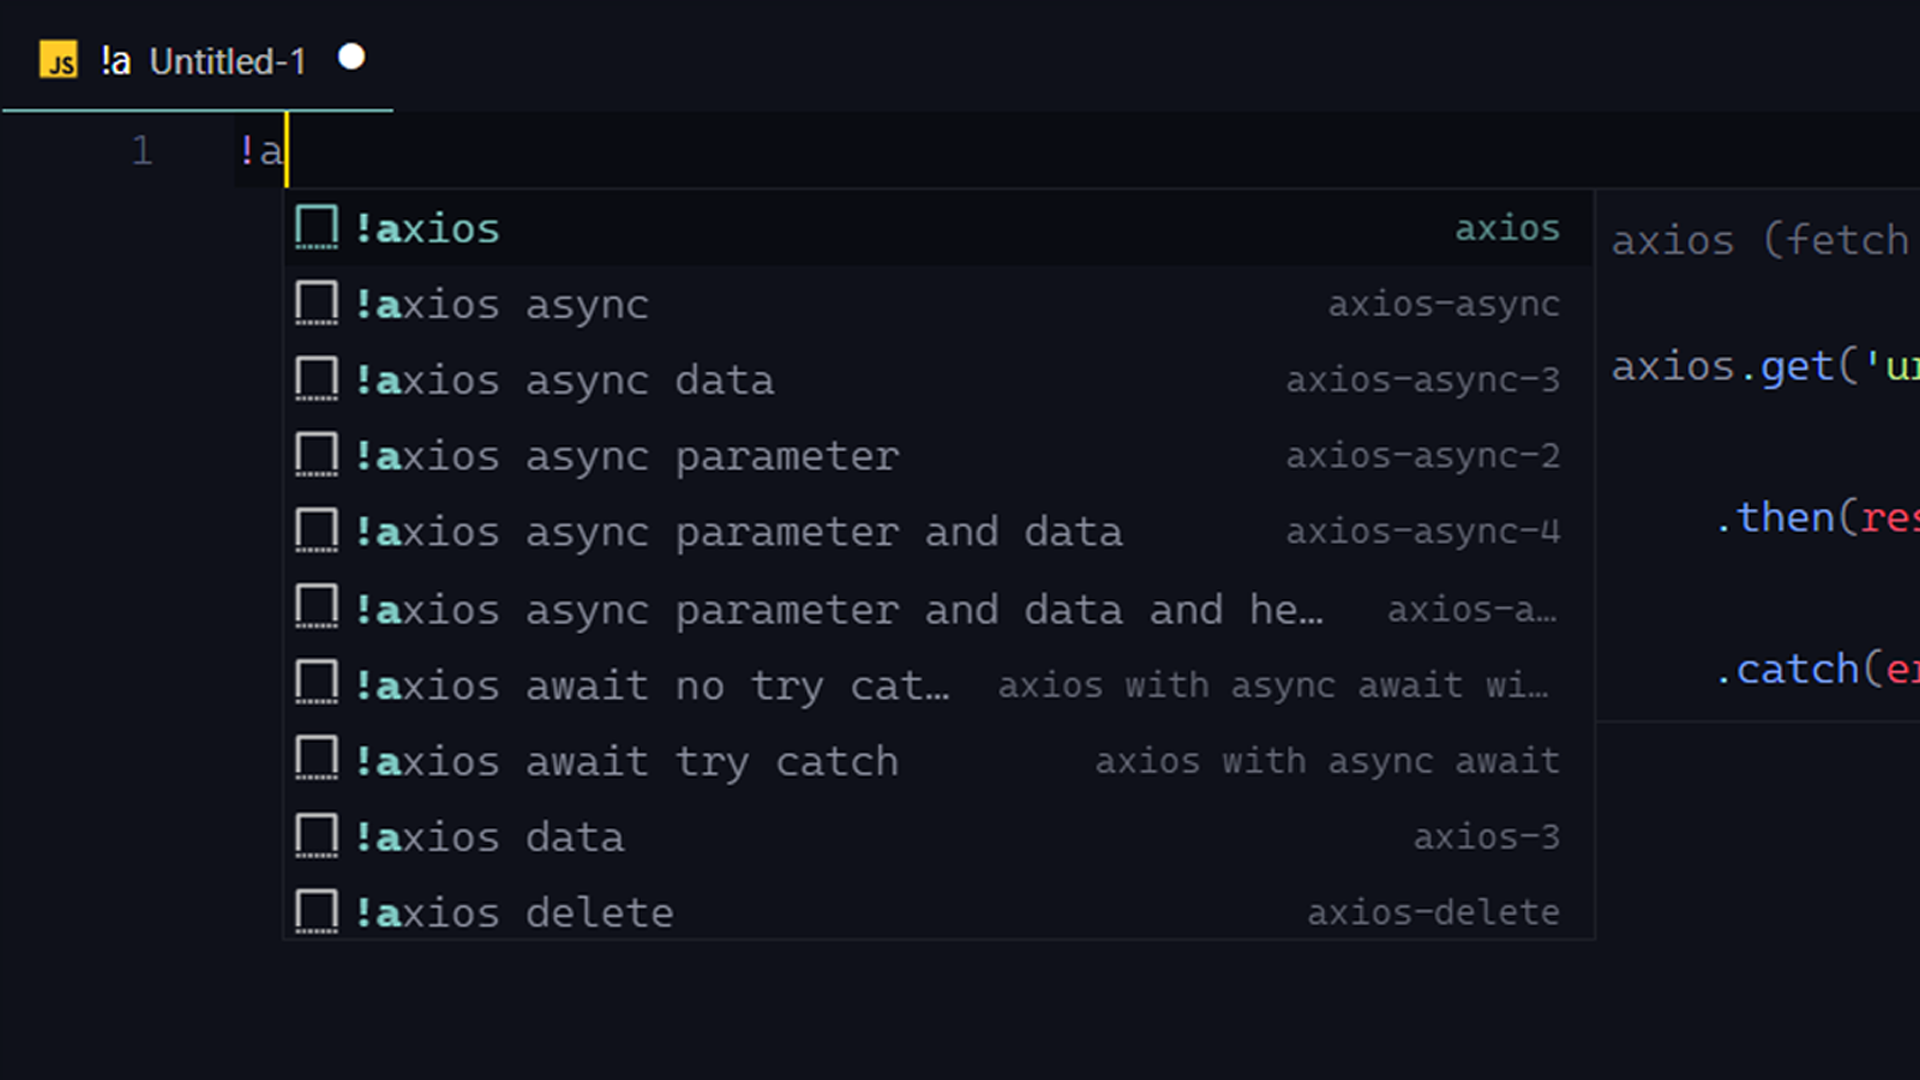 JS !a Untitled-1
1 !a
!axios axios
!axios async axios-async
!axios async data axios-async-3
!axios async parameter axios-async-2
!axios async parameter and data axios-async-4
!axios async parameter and data and he… axios-a…
!axios await no try cat… axios with async await wi…
!axios await try catch axios with async await
!axios data axios-3
!axios delete axios-delete
axios (fetch
axios.get('
.then(res
.catch(